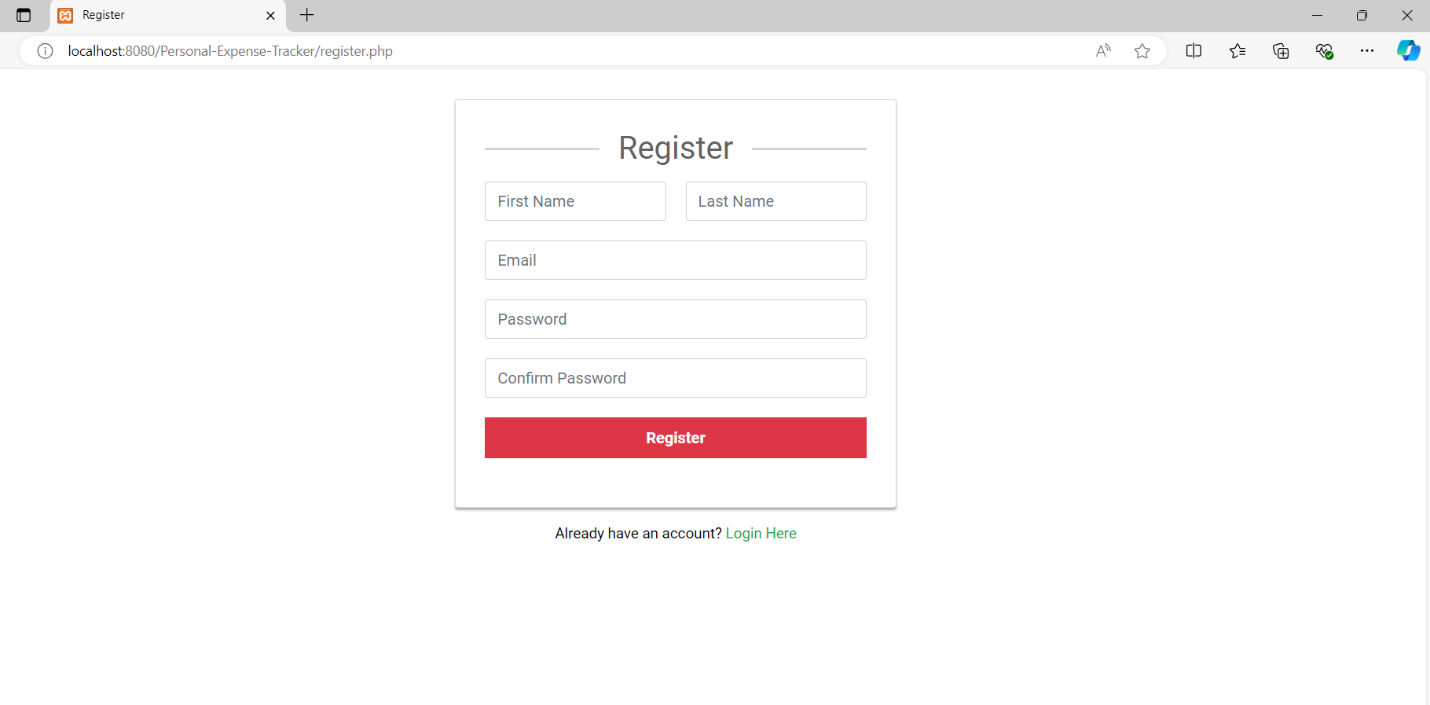 Register
localhost:8080/Personal-Expense-Tracker/register.php
Register
First Name Last Name
Email
Password
Confirm Password
Register
Already have an account? Login Here